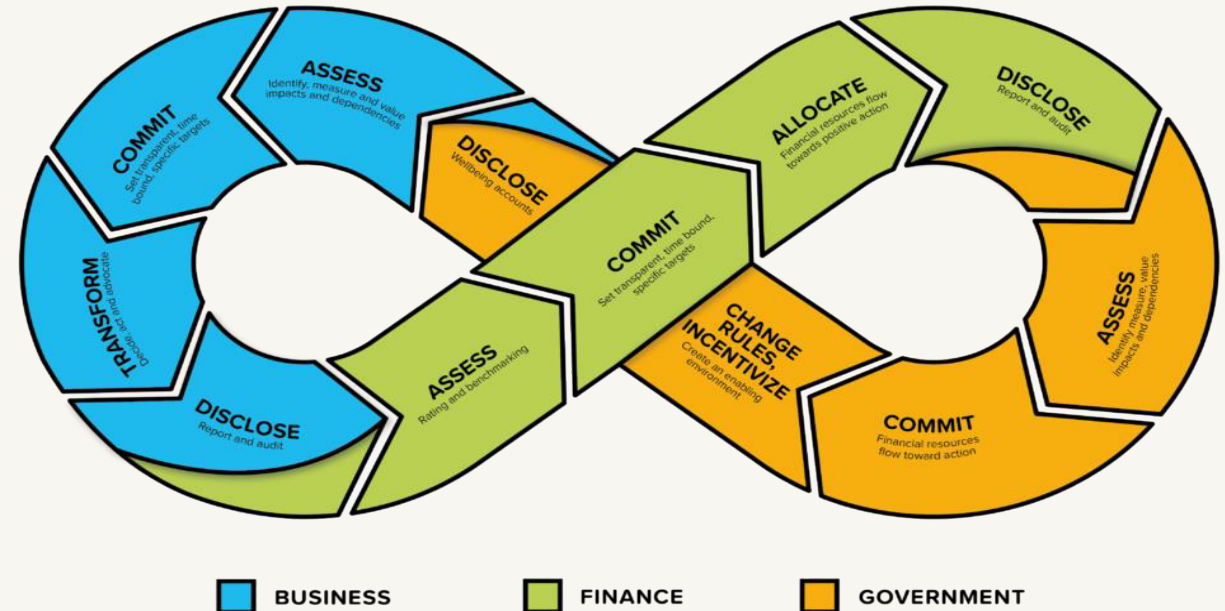 ASSESS
Identify, measure and value
impacts and dependencies
COMMIT
Set transparent, time
bound, specific targets
TRANSFORM
Decide, act and advocate
DISCLOSE
Report and audit
ASSESS
Rating and benchmarking
COMMIT
Set transparent, time bound,
specific targets
ALLOCATE
Financial resources flow
towards positive action
DISCLOSE
Report and audit
ASSESS
Identify measure, value
impacts and dependencies
COMMIT
Financial resources
flow toward action
CHANGE
RULES,
INCENTIVIZE
Create an enabling
environment
DISCLOSE
Wellbeing accounts
BUSINESS
FINANCE
GOVERNMENT